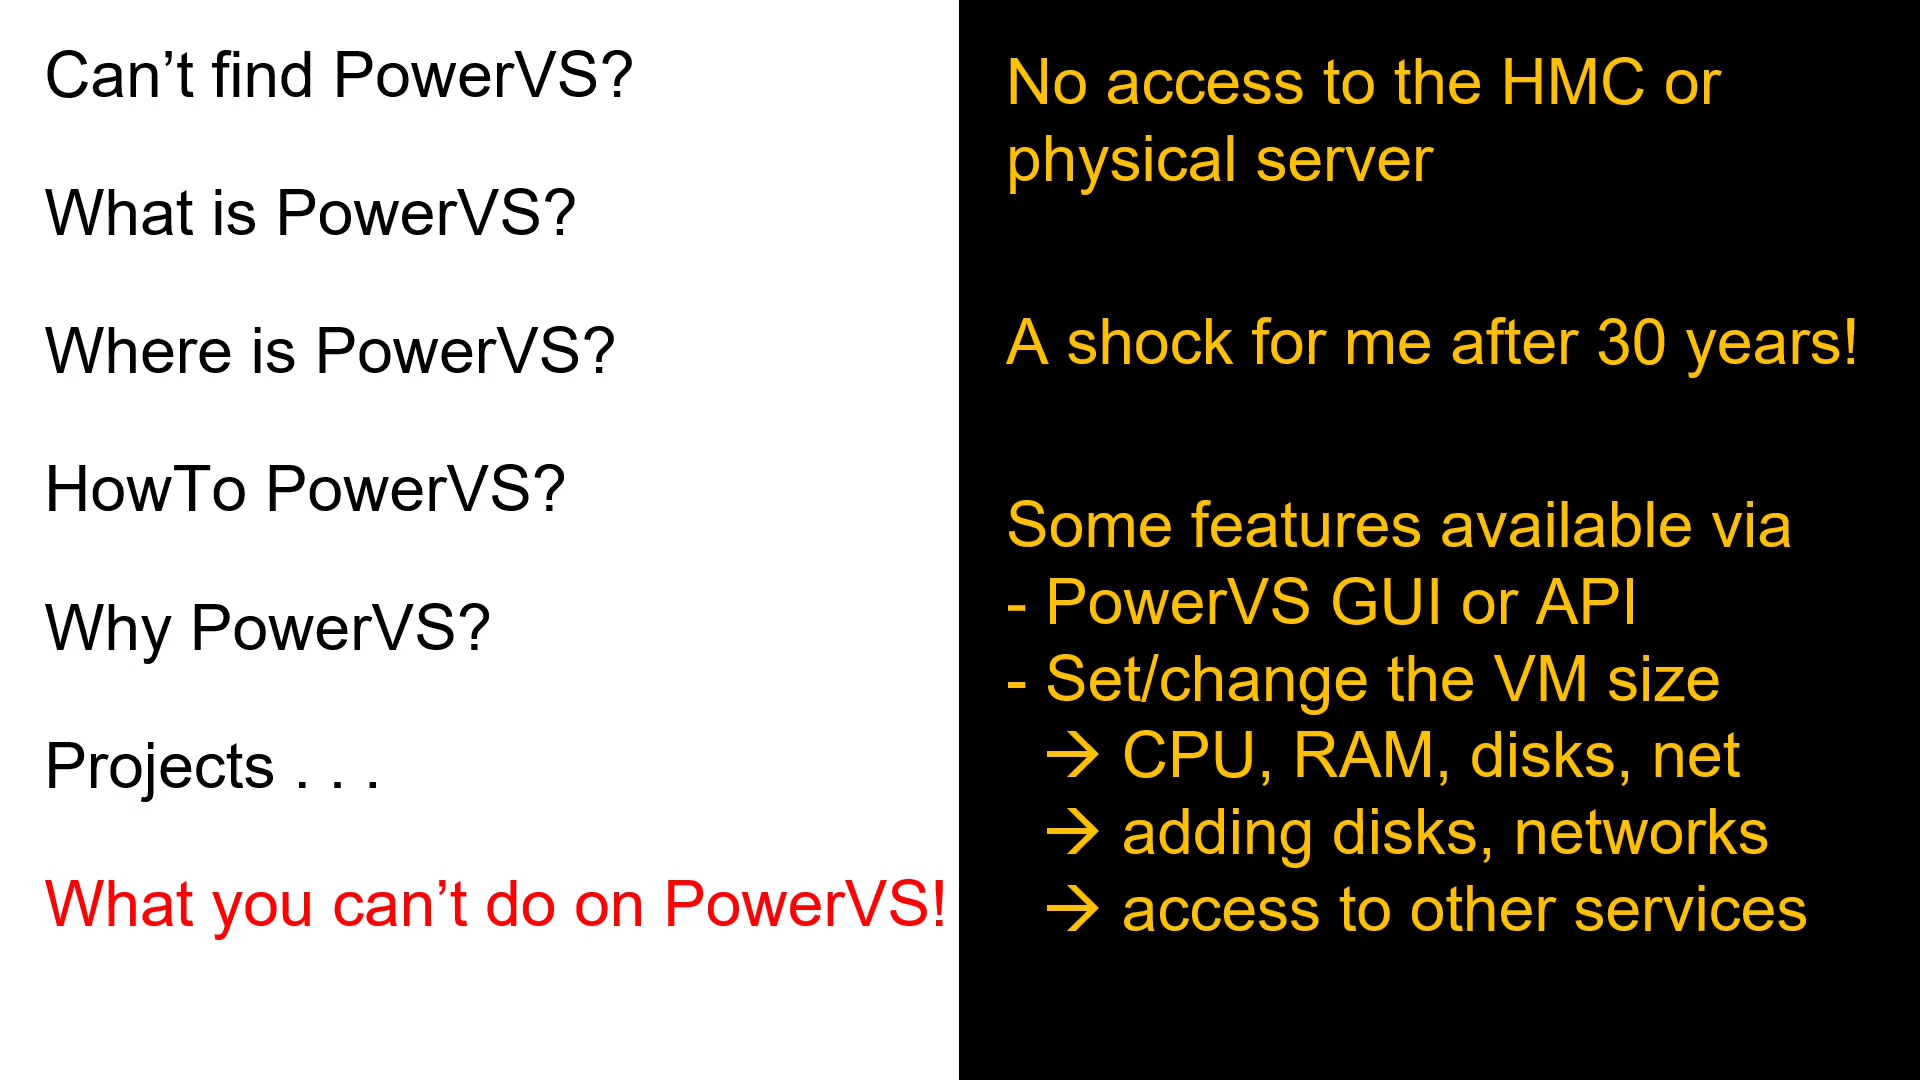 Can’t find PowerVS?
What is PowerVS?
Where is PowerVS?
HowTo PowerVS?
Why PowerVS?
Projects . . .
What you can’t do on PowerVS!
No access to the HMC or
physical server
A shock for me after 30 years!
Some features available via
- PowerVS GUI or API
- Set/change the VM size
→ CPU, RAM, disks, net
→ adding disks, networks
→ access to other services